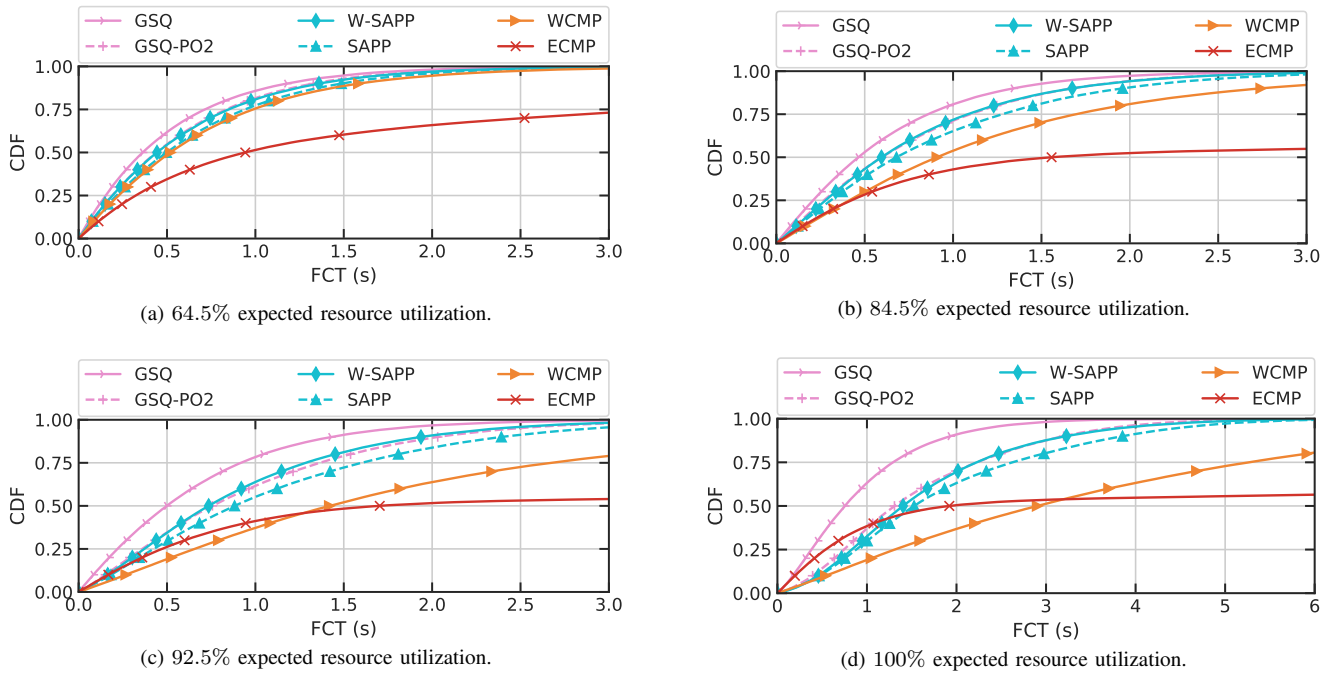 GSQ W-SAPP WCMP
GSQ-PO2 SAPP ECMP
1.00
0.75
0.50
0.25
0.00
CDF
0.0 0.5 1.0 1.5 2.0 2.5 3.0
FCT (s)
(a) 64.5% expected resource utilization.
GSQ W-SAPP WCMP
GSQ-PO2 SAPP ECMP
1.00
0.75
0.50
0.25
0.00
CDF
0.0 0.5 1.0 1.5 2.0 2.5 3.0
FCT (s)
(b) 84.5% expected resource utilization.
GSQ W-SAPP WCMP
GSQ-PO2 SAPP ECMP
1.00
0.75
0.50
0.25
0.00
CDF
0.0 0.5 1.0 1.5 2.0 2.5 3.0
FCT (s)
(c) 92.5% expected resource utilization.
GSQ W-SAPP WCMP
GSQ-PO2 SAPP ECMP
1.00
0.75
0.50
0.25
0.00
CDF
0 1 2 3 4 5 6
FCT (s)
(d) 100% expected resource utilization.